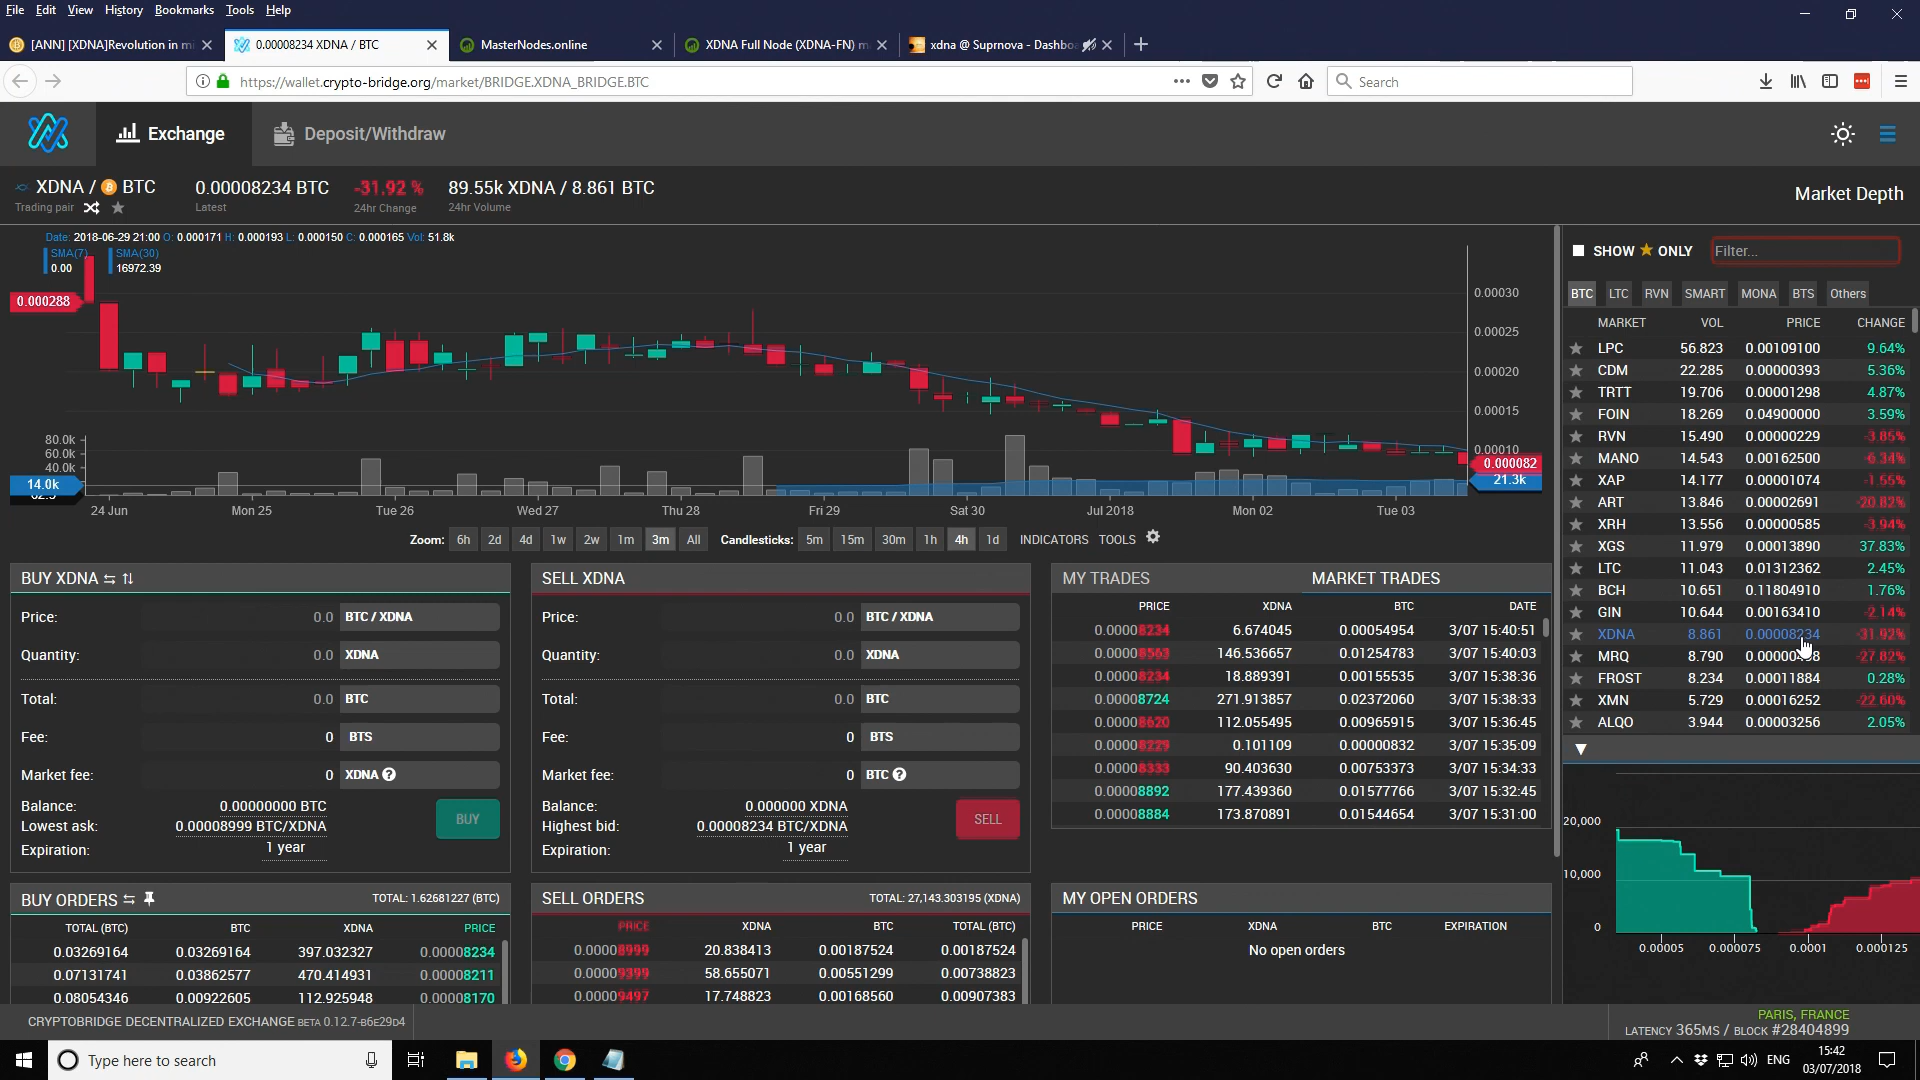 File Edit View History Bookmarks Tools Help
[ANN] [XDNA]Revolution in mi
0.00008234 XDNA / BTC
MasterNodes.online
XDNA Full Node (XDNA-FN) m
xdna @ Suprnova - Dashbo
https://wallet.crypto-bridge.org/market/BRIDGE.XDNA_BRIDGE.BTC
Search
Exchange
Deposit/Withdraw
XDNA / BTC 0.00008234 BTC -31.92 % 89.55k XDNA / 8.861 BTC
Trading pair Latest 24hr Change 24hr Volume
Market Depth
Date: 2018-06-29 21:00 O: 0.000171 H: 0.000193 L: 0.000150 C: 0.000165 Vol: 51.8k
SMA(7) SMA(30)
0.00 16972.39
0.000288
0.00030
0.00025
0.00020
0.00015
0.00010
0.000082
21.3k
80.0k
60.0k
40.0k
14.0k
24 Jun Mon 25 Tue 26 Wed 27 Thu 28 Fri 29 Sat 30 Jul 2018 Mon 02 Tue 03
Zoom: 6h 2d 4d 1w 2w 1m 3m All Candlesticks: 5m 15m 30m 1h 4h 1d INDICATORS TOOLS
BUY XDNA
Price: 0.0 BTC / XDNA
Quantity: 0.0 XDNA
Total: 0.0 BTC
Fee: 0 BTS
Market fee: 0 XDNA
Balance: 0.00000000 BTC
Lowest ask: 0.00008999 BTC/XDNA
Expiration: 1 year
BUY
SELL XDNA
Price: 0.0 BTC / XDNA
Quantity: 0.0 XDNA
Total: 0.0 BTC
Fee: 0 BTS
Market fee: 0 BTC
Balance: 0.000000 XDNA
Highest bid: 0.00008234 BTC/XDNA
Expiration: 1 year
SELL
MY TRADES MARKET TRADES
PRICE XDNA BTC DATE
0.00008234 6.674045 0.00054954 3/07 15:40:51
0.00008563 146.536657 0.01254783 3/07 15:40:03
0.00008234 18.889391 0.00155535 3/07 15:38:36
0.00008724 271.913857 0.02372060 3/07 15:38:33
0.00008620 112.055495 0.00965915 3/07 15:36:45
0.00008229 0.101109 0.00000832 3/07 15:35:09
0.00008333 90.403630 0.00753373 3/07 15:34:33
0.00008892 177.439360 0.01577766 3/07 15:32:45
0.00008884 173.870891 0.01544654 3/07 15:31:00
BUY ORDERS TOTAL: 1.62681227 (BTC)
TOTAL (BTC) BTC XDNA PRICE
0.03269164 0.03269164 397.032327 0.00008234
0.07131741 0.03862577 470.414931 0.00008211
0.08054346 0.00922605 112.925948 0.00008170
SELL ORDERS TOTAL: 27,143.303195 (XDNA)
PRICE XDNA BTC TOTAL (BTC)
0.00008999 20.838413 0.00187524 0.00187524
0.00009399 58.655071 0.00551299 0.00738823
0.00009497 17.748823 0.00168560 0.00907383
MY OPEN ORDERS
PRICE XDNA BTC EXPIRATION
No open orders
SHOW ONLY Filter...
BTC LTC RVN SMART MONA BTS Others
MARKET VOL PRICE CHANGE
LPC 56.823 0.00109100 9.64%
CDM 22.285 0.00000393 5.36%
TRTT 19.706 0.00001298 4.87%
FOIN 18.269 0.04900000 3.59%
RVN 15.490 0.00000229 -3.85%
MANO 14.543 0.00162500 -6.34%
XAP 14.177 0.00001074 -1.55%
ART 13.846 0.00002691 -20.82%
XRH 13.556 0.00000585 -3.94%
XGS 11.979 0.00013890 37.83%
LTC 11.043 0.01312362 2.45%
BCH 10.651 0.11804910 1.76%
GIN 10.644 0.00163410 -2.14%
XDNA 8.861 0.00008234 -31.92%
MRQ 8.790 -27.82%
FROST 8.234 0.00011884 0.28%
XMN 5.729 0.00016252 -22.60%
ALQO 3.944 0.00003256 2.05%
20,000
10,000
0
0.00005 0.000075 0.0001 0.000125
CRYPTOBRIDGE DECENTRALIZED EXCHANGE BETA 0.12.7-B6E29D4
PARIS, FRANCE
LATENCY 365MS / BLOCK #28404899
Type here to search
ENG
15:42
03/07/2018